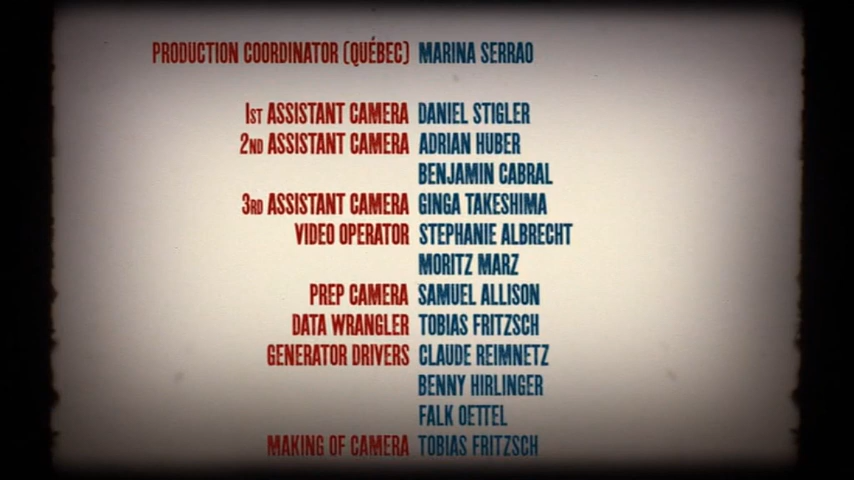 PRODUCTION COORDINATOR (QUÉBEC) MARINA SERRAO
1ST ASSISTANT CAMERA DANIEL STIGLER
2ND ASSISTANT CAMERA ADRIAN HUBER
BENJAMIN CABRAL
3RD ASSISTANT CAMERA GINGA TAKESHIMA
VIDEO OPERATOR STEPHANIE ALBRECHT
MORITZ MARZ
PREP CAMERA SAMUEL ALLISON
DATA WRANGLER TOBIAS FRITZSCH
GENERATOR DRIVERS CLAUDE REIMNETZ
BENNY HIRLINGER
FALK OETTEL
MAKING OF CAMERA TOBIAS FRITZSCH